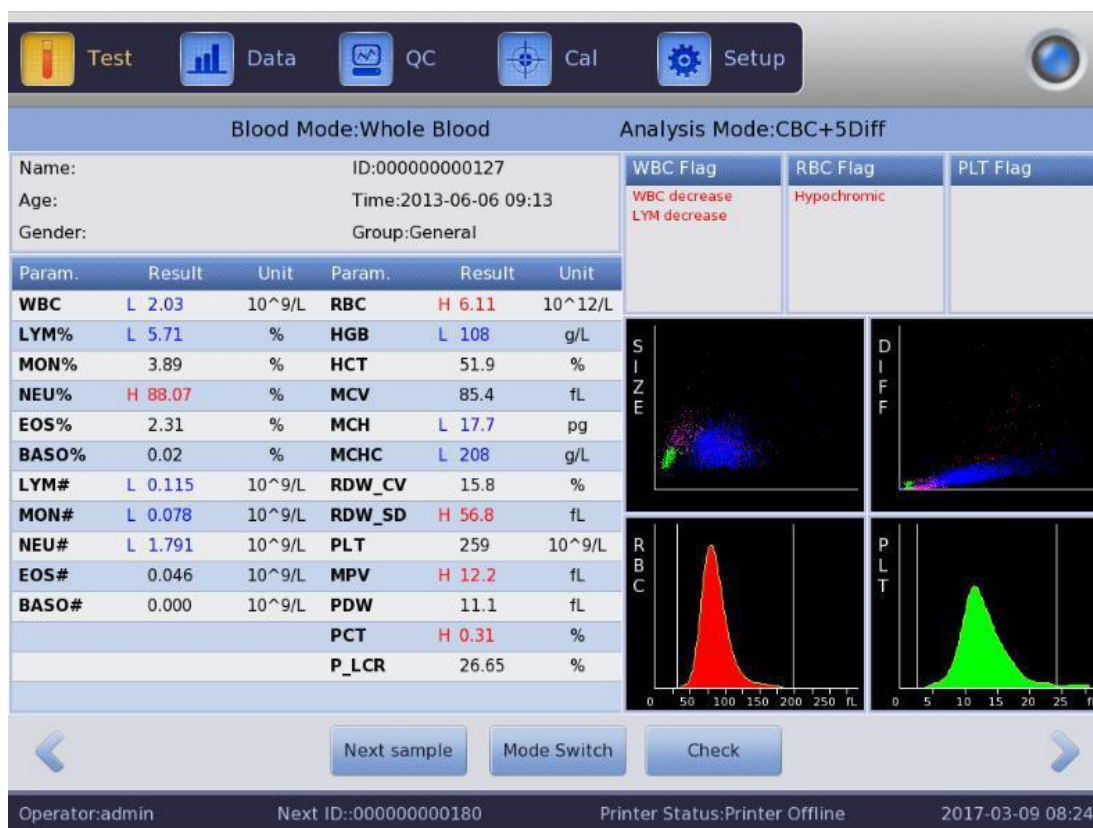 Test Data QC Cal Setup
Blood Mode:Whole Blood Analysis Mode:CBC+5Diff
Name: ID:000000000127
Age: Time:2013-06-06 09:13
Gender: Group:General
WBC Flag RBC Flag PLT Flag
WBC decrease Hypochromic
LYM decrease
Param. Result Unit Param. Result Unit
WBC L 2.03 10^9/L RBC H 6.11 10^12/L
LYM% L 5.71 % HGB L 108 g/L
MON% 3.89 % HCT 51.9 %
NEU% H 88.07 % MCV 85.4 fL
EOS% 2.31 % MCH L 17.7 pg
BASO% 0.02 % MCHC L 208 g/L
LYM# L 0.115 10^9/L RDW_CV 15.8 %
MON# L 0.078 10^9/L RDW_SD H 56.8 fL
NEU# L 1.791 10^9/L PLT 259 10^9/L
EOS# 0.046 10^9/L MPV H 12.2 fL
BASO# 0.000 10^9/L PDW 11.1 fL
PCT H 0.31 %
P_LCR 26.65 %
SIZE
DIFF
RBC
0 50 100 150 200 250 fL
PLT
0 5 10 15 20 25
Next sample Mode Switch Check
Operator:admin Next ID::000000000180 Printer Status:Printer Offline 2017-03-09 08:24